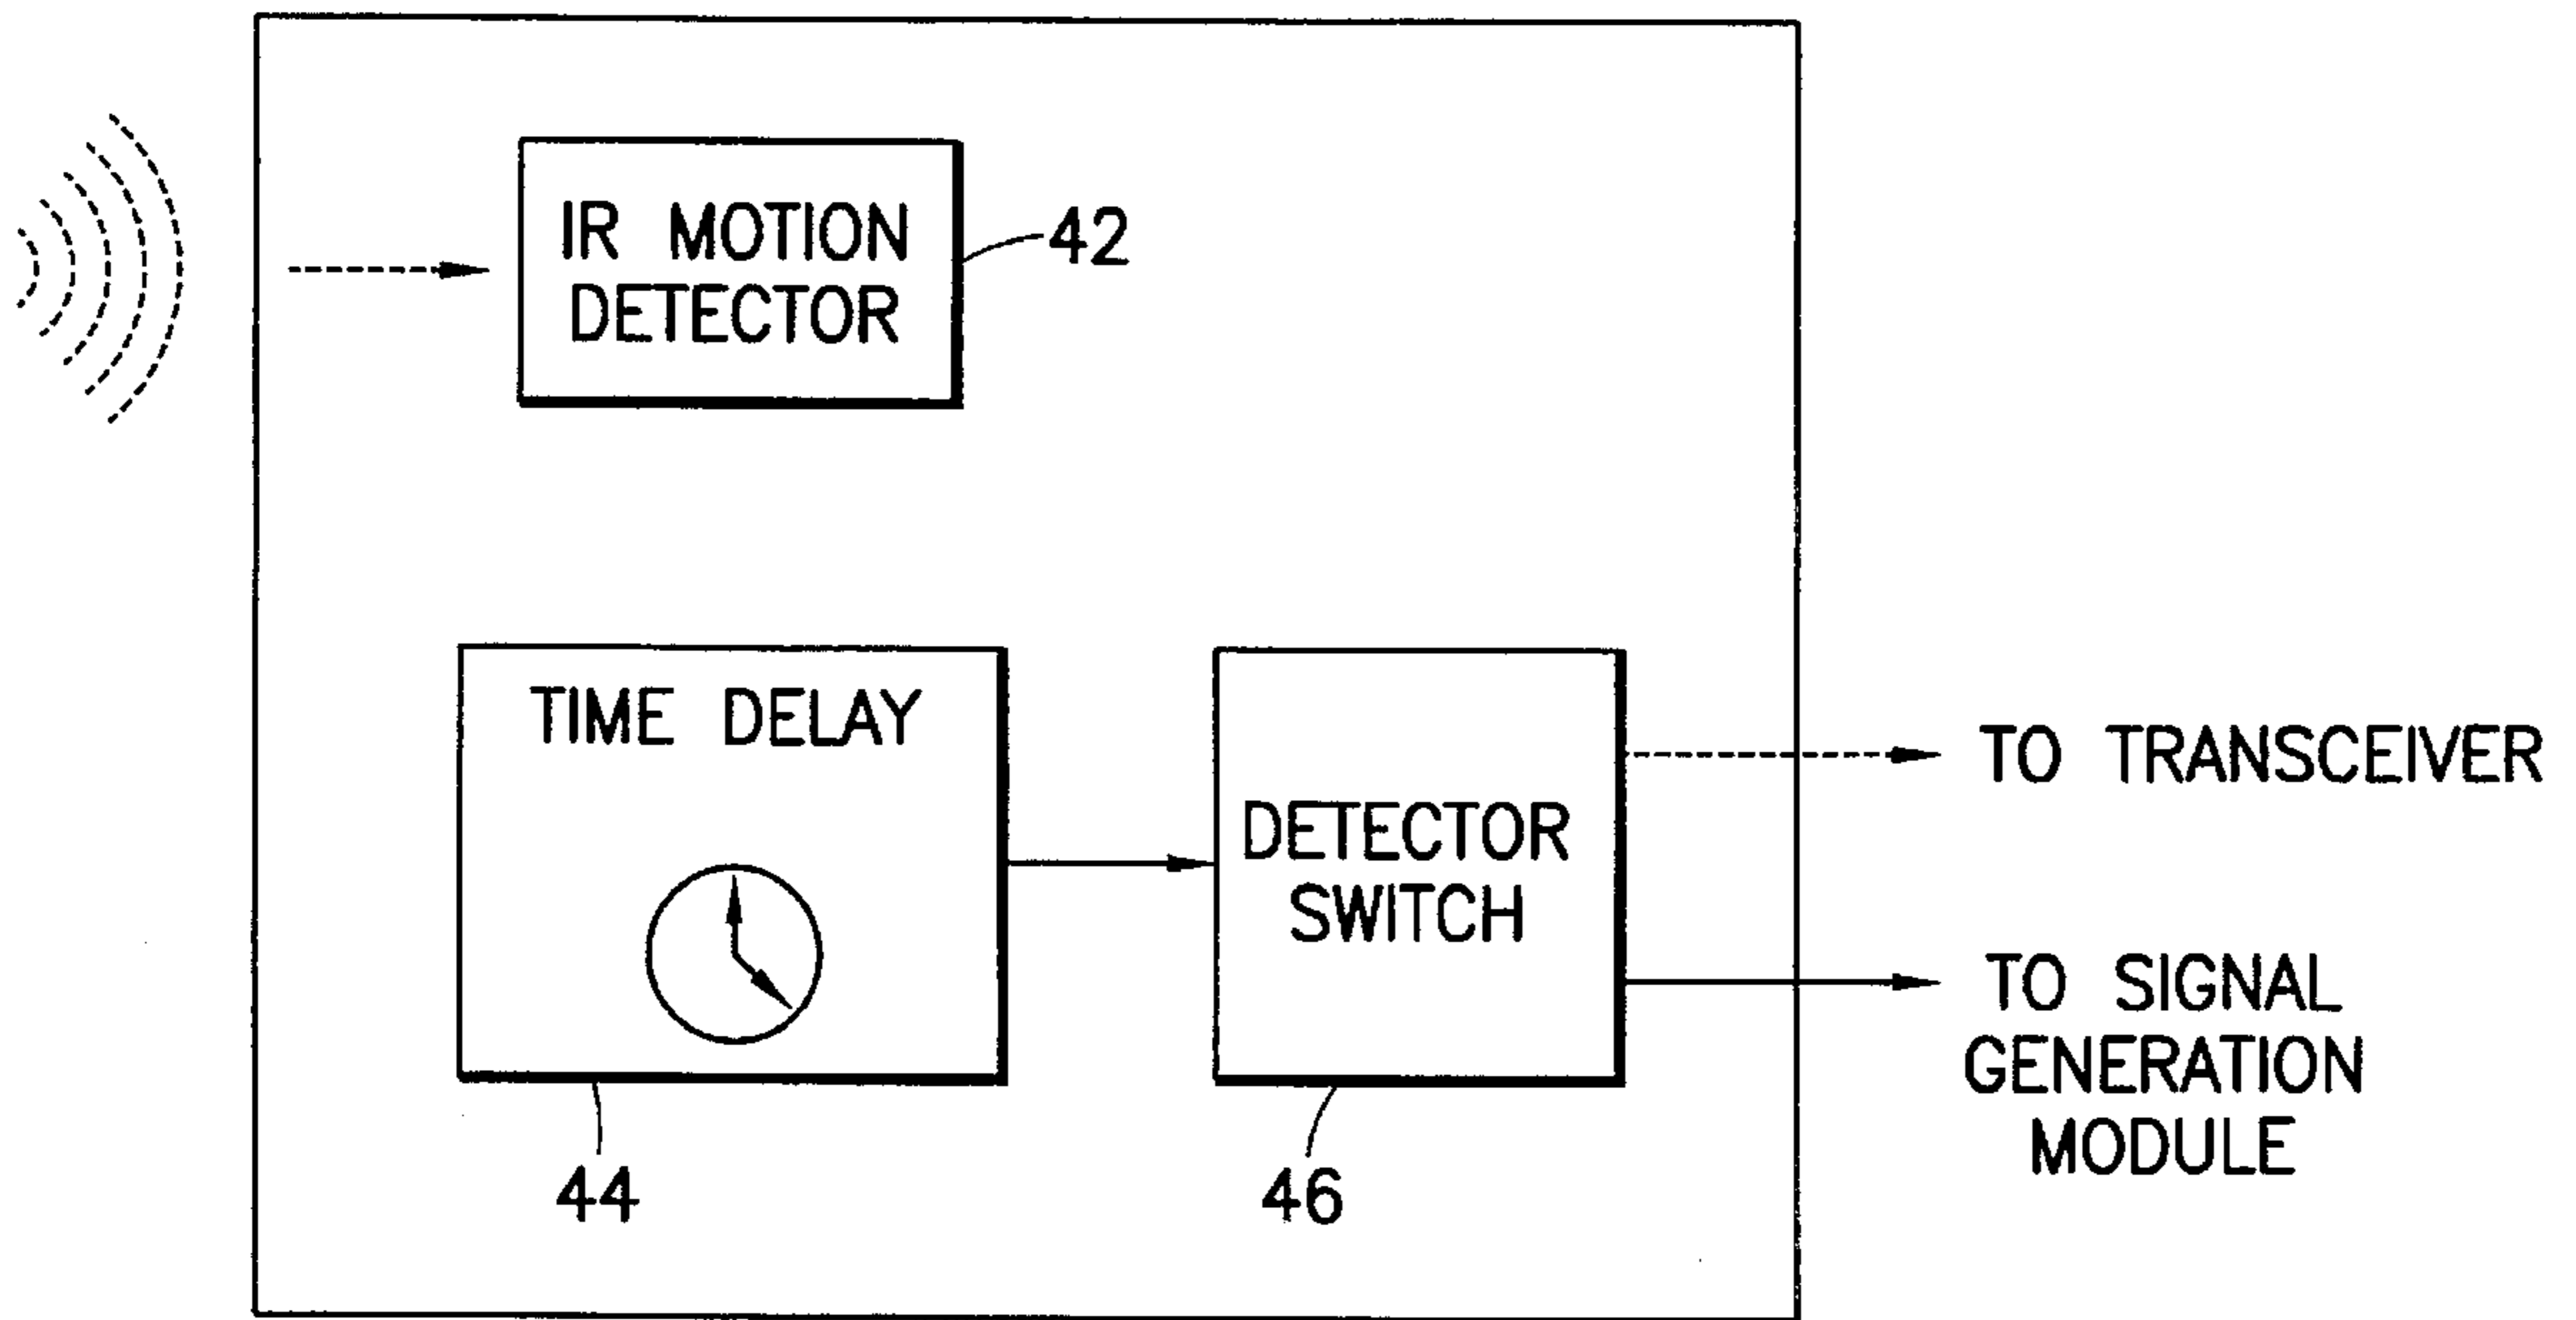 IR MOTION
DETECTOR
42
TIME DELAY
44
DETECTOR
SWITCH
46
TO TRANSCEIVER
TO SIGNAL
GENERATION
MODULE